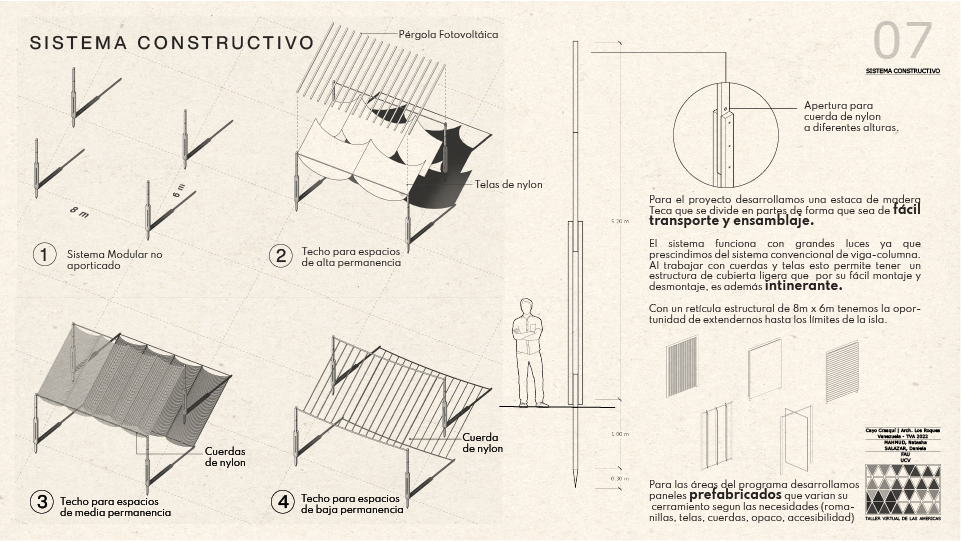 SISTEMA CONSTRUCTIVO
Pérgola Fotovoltáica
Telas de nylon
8 m
6 m
1
Sistema Modular no
aporticado
2
Techo para espacios
de alta permanencia
Cuerdas
de nylon
3
Techo para espacios
de media permanencia
Cuerda
de nylon
4
Techo para espacios
de baja permanencia
5.20 m
1.00 m
0.30 m
07
SISTEMA CONSTRUCTIVO
Apertura para
cuerda de nylon
a diferentes alturas.
Para el proyecto desarrollamos una estaca de madera
Teca que se divide en partes de forma que sea de fácil
transporte y ensamblaje.
El sistema funciona con grandes luces ya que
prescindimos del sistema convencional de viga-columna.
Al trabajar con cuerdas y telas esto permite tener un
estructura de cubierta ligera que por su fácil montaje y
desmontaje, es además intinerante.
Con un retícula estructural de 8m x 6m tenemos la opor-
tunidad de extendernos hasta los límites de la isla.
Para las áreas del programa desarrollamos
paneles prefabricados que varian su
cerramiento segun las necesidades (roma-
nillas, telas, cuerdas, opaco, accesibilidad)
Cayo Crasquí | Arch. Los Roques
Venezuela - TVA 2022
MAHMUD, Natasha
SALAZAR, Daniela
FAU
UCV
TALLER VIRTUAL DE LAS AMERICAS